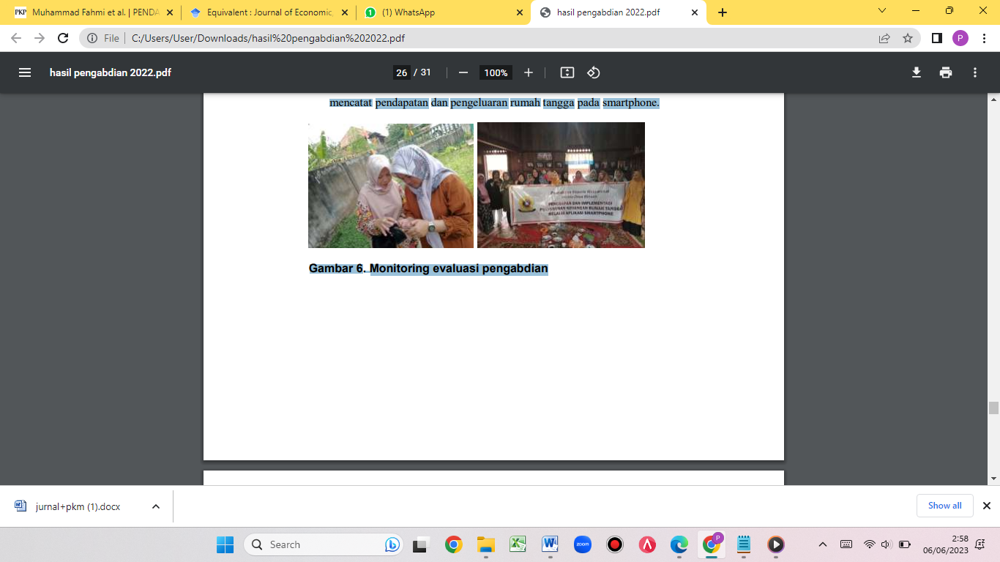 Muhammad Fahmi et al. | PENDA
Equivalent : Journal of Economic,
(1) WhatsApp
hasil pengabdian 2022.pdf
File
C:/Users/User/Downloads/hasil%20pengabdian%202022.pdf
hasil pengabdian 2022.pdf
26 / 31
100%
mencatat pendapatan dan pengeluaran rumah tangga pada smartphone.
PENERAPAN DAN IMPLEMENTASI
PENYUSUNAN KEUANGAN RUMAH TANGGA
MELALUI APLIKASI SMARTPHONE
Gambar 6. Monitoring evaluasi pengabdian
jurnal+pkm (1).docx
Show all
Search
zoom
2:58
06/06/2023